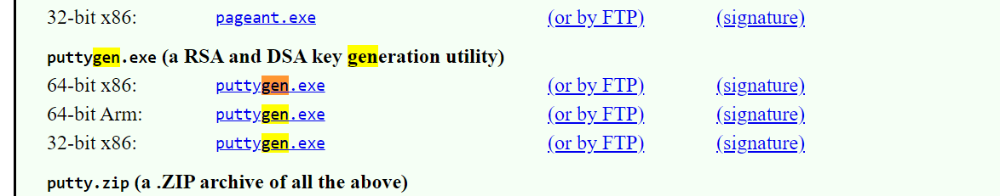 32-bit x86: pageant.exe (or by FTP) (signature)
puttygen.exe (a RSA and DSA key generation utility)
64-bit x86: puttygen.exe (or by FTP) (signature)
64-bit Arm: puttygen.exe (or by FTP) (signature)
32-bit x86: puttygen.exe (or by FTP) (signature)
putty.zip (a .ZIP archive of all the above)